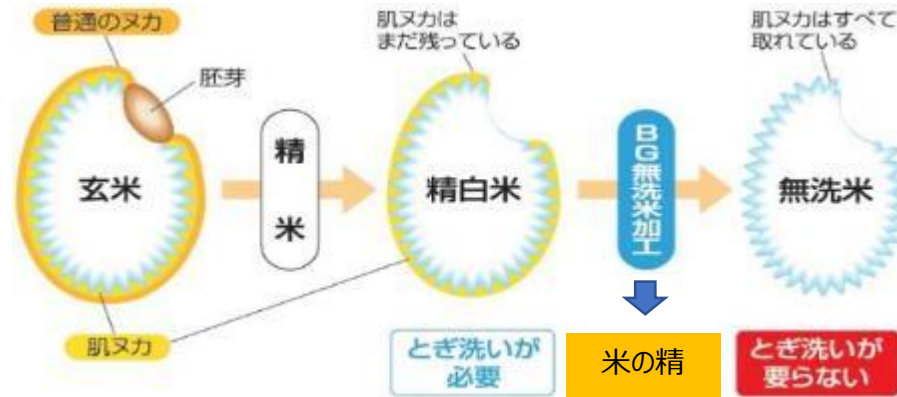 普通のヌカ
胚芽
玄米
肌ヌカ
精米
肌ヌカは
まだ残っている
精白米
とぎ洗いが
必要
BG無洗米加工
米の精
肌ヌカはすべて
取れている
無洗米
とぎ洗いが
要らない